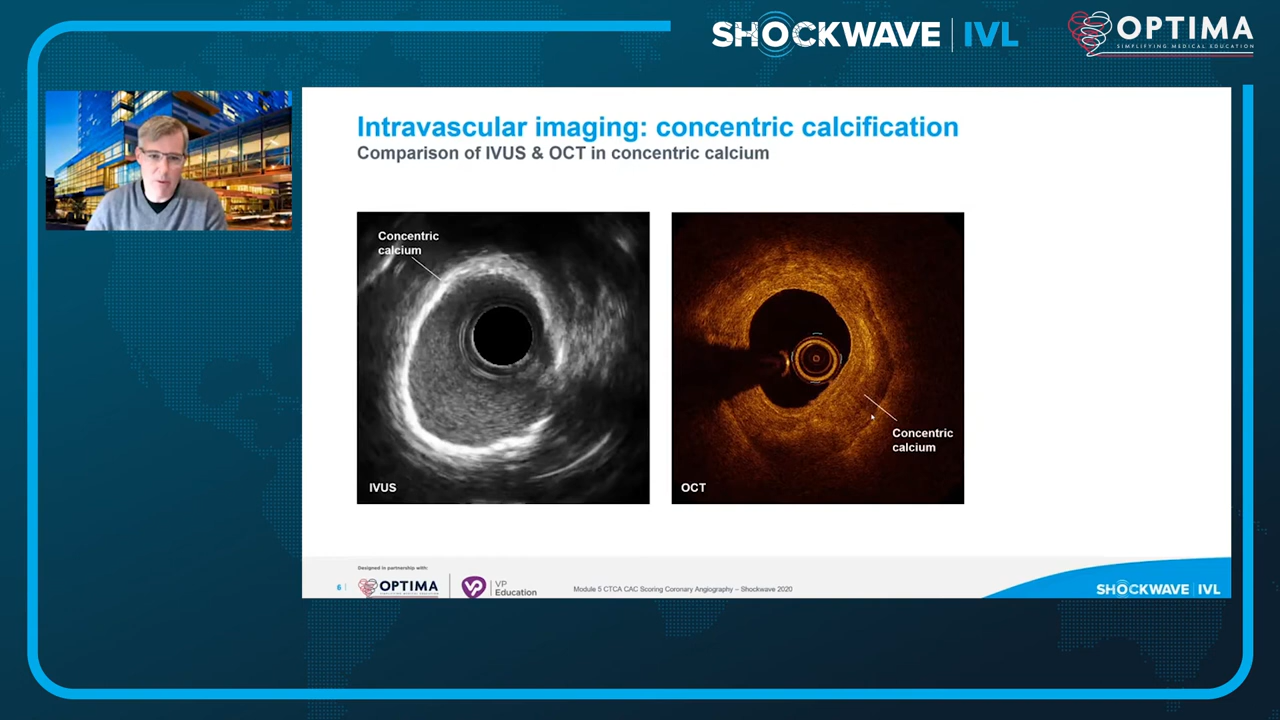 SHOCKWAVE | IVL
OPTIMA
SIMPLIFYING MEDICAL EDUCATION
Intravascular imaging: concentric calcification
Comparison of IVUS & OCT in concentric calcium
Concentric
calcium
IVUS
Concentric
calcium
OCT
Designed in partnership with:
6 |
OPTIMA
VP
VP
Education
Module 5 CTCA CAC Scoring Coronary Angiography – Shockwave 2020
SHOCKWAVE | IVL